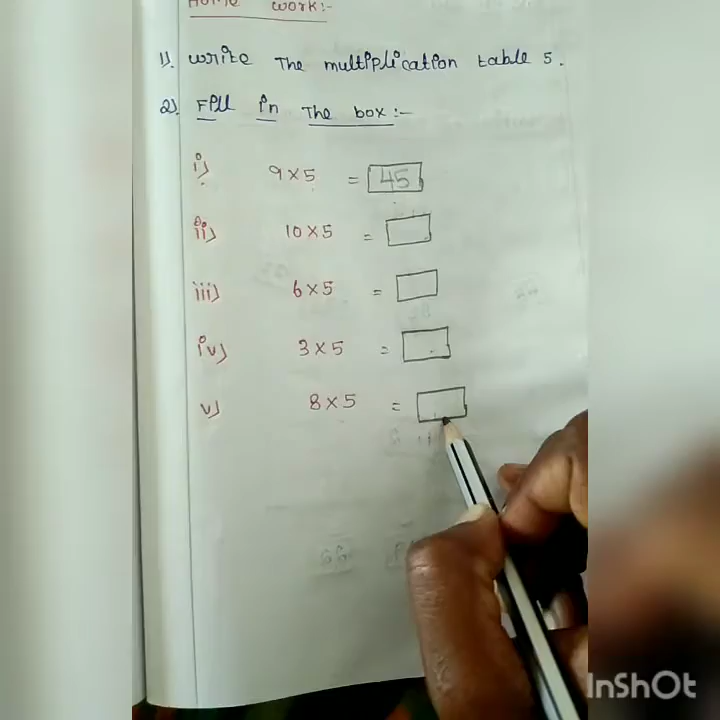 Home work:-
1). write The multiplication table 5.
2). Fill in The box :-
i) 9 x 5 = 45
ii) 10 x 5 =
iii) 6 x 5 =
iv) 3 x 5 =
v) 8 x 5 =
InShOt